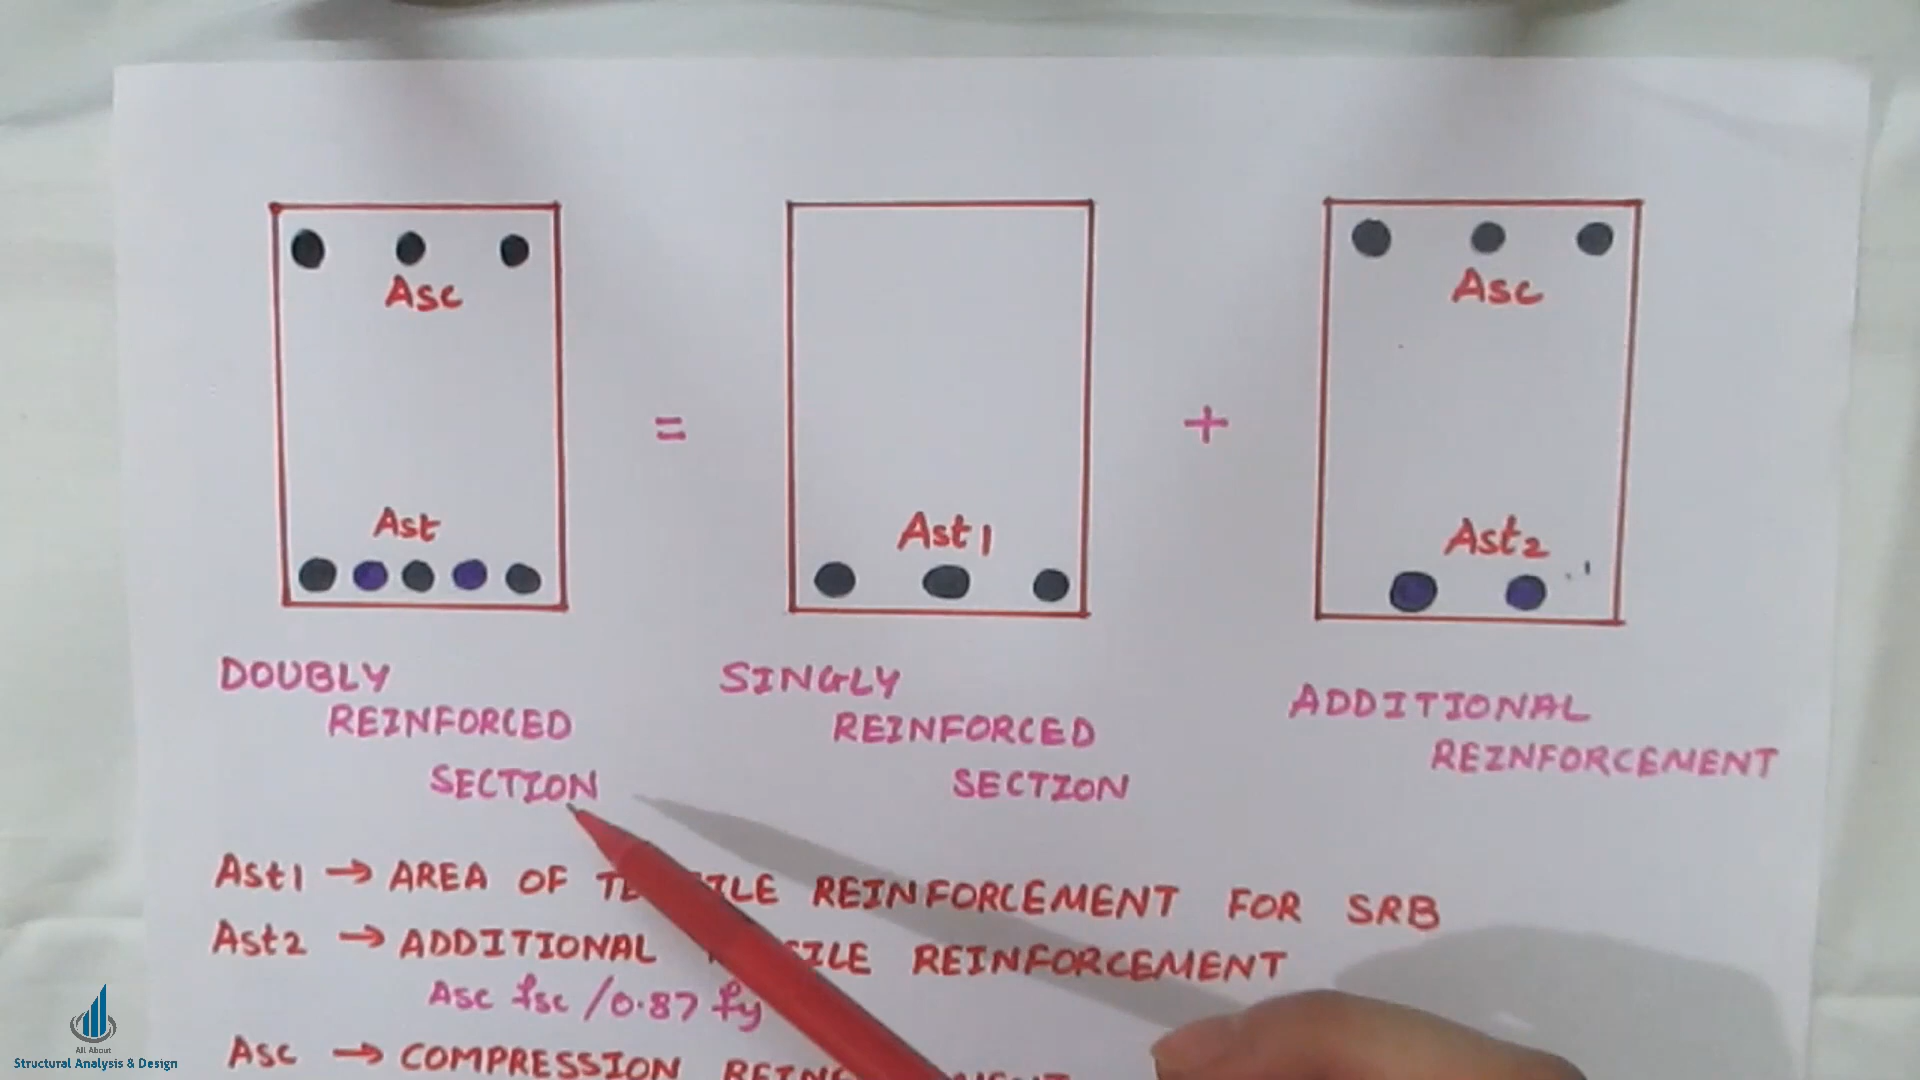 Asc
Ast
=
Ast1
+
Asc
Ast2
DOUBLY
REINFORCED
SECTION
SINGLY
REINFORCED
SECTION
ADDITIONAL
REINFORCEMENT
Ast1 → AREA OF REINFORCEMENT FOR SRB
Ast2 → ADDITIONAL REINFORCEMENT
Asc fsc /0.87 fy
Asc → COMPRESSION
All About
Structural Analysis & Design